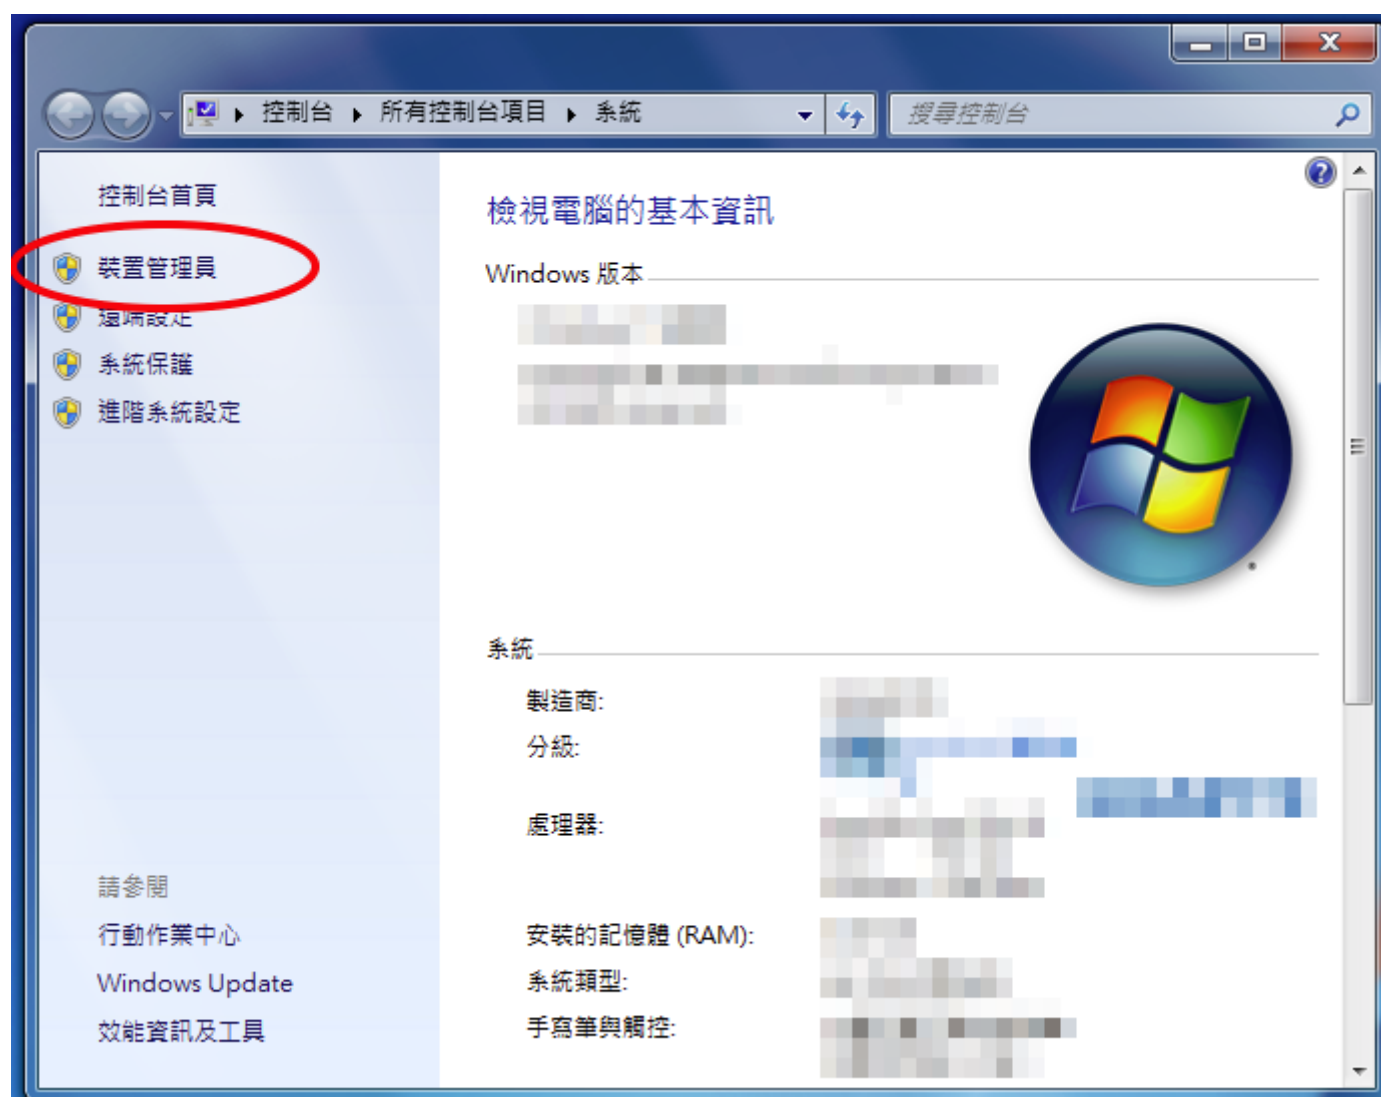 控制台 ▸ 所有控制台項目 ▸ 系統
搜尋控制台
控制台首頁
裝置管理員
遠端設定
系統保護
進階系統設定
請參閱
行動作業中心
Windows Update
效能資訊及工具
檢視電腦的基本資訊
Windows 版本
系統
製造商:
分級:
處理器:
安裝的記憶體 (RAM):
系統類型:
手寫筆與觸控: